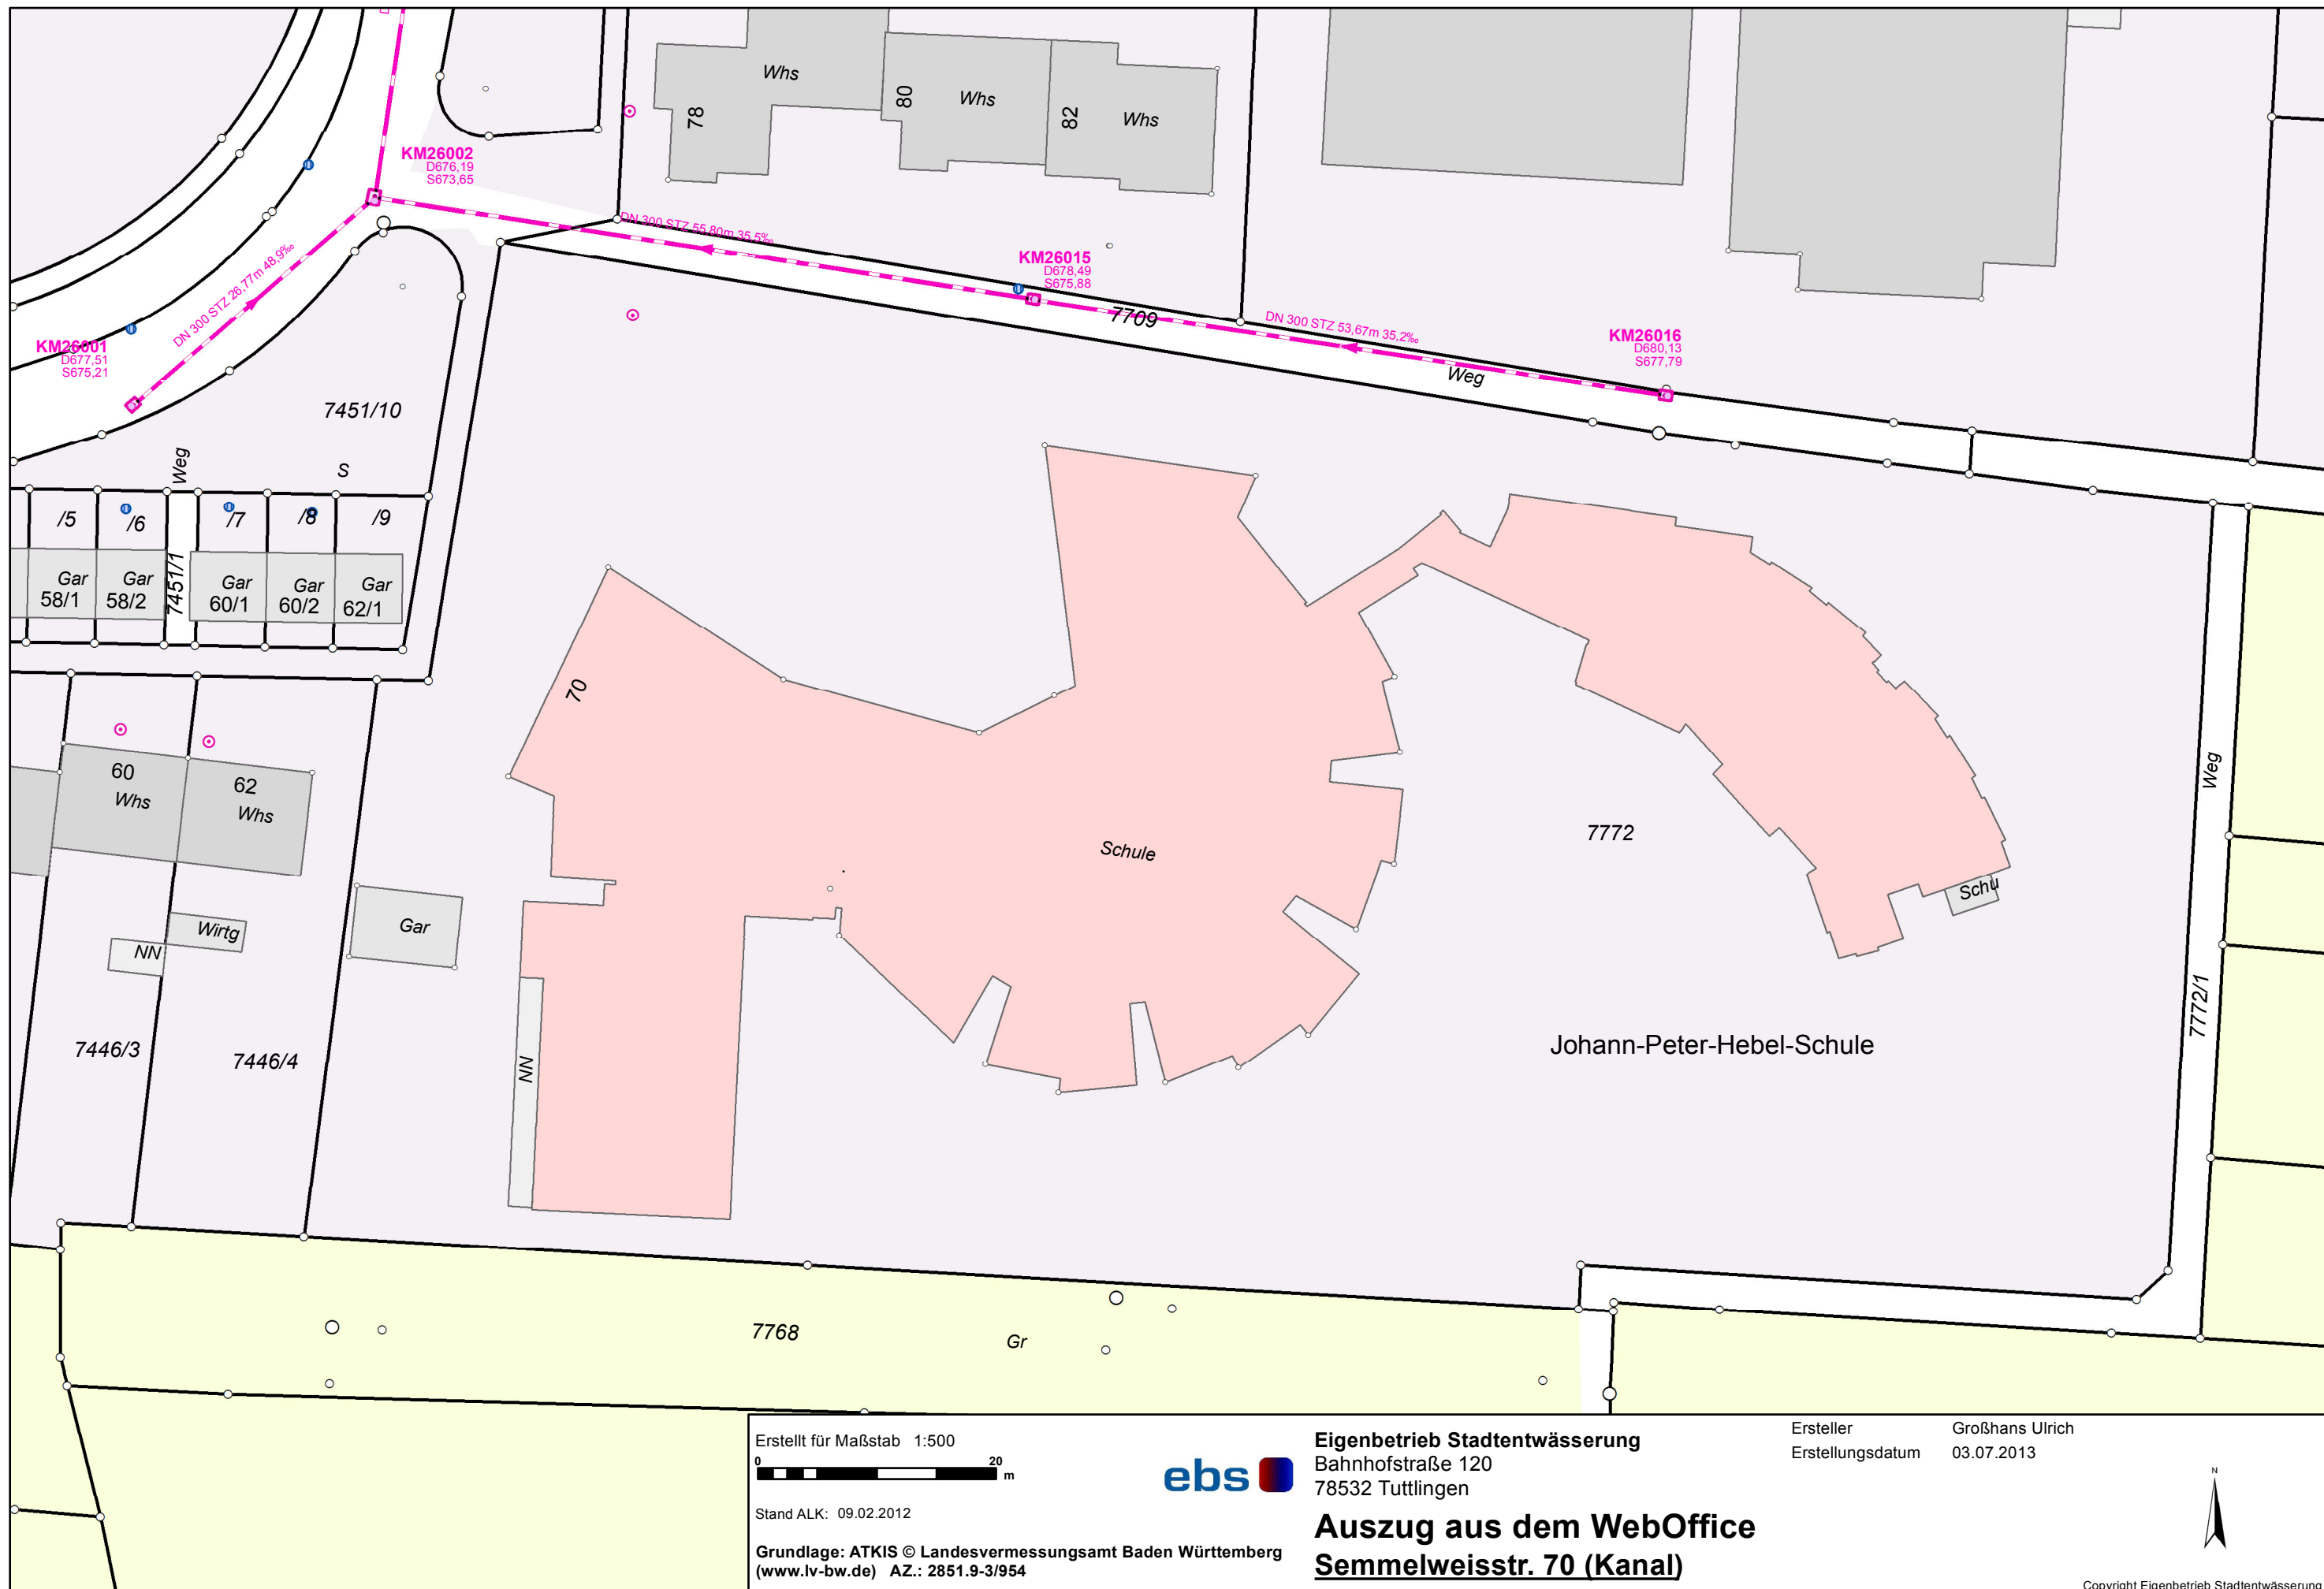 D
Whs
78
80
Whs
82
Whs
KM26002
D676,19
S673,65
DN 300 STZ 55,80m 35,5‰
DN 300 STZ 26,77m 48,9‰
KM26015
D678,49
S675,88
7709
DN 300 STZ 53,67m 35,2‰
KM26016
D680,13
S677,79
KM26001
D677,51
S675,21
Weg
7451/10
Weg
S
/5
/6
/7
/8
/9
7451/1
Gar
58/1
Gar
58/2
Gar
60/1
Gar
60/2
Gar
62/1
70
60
Whs
62
Whs
Weg
7772
Schule
Schu
Wirtg
NN
Gar
7772/1
7446/3
7446/4
NN
Johann-Peter-Hebel-Schule
7768
Gr
Erstellt für Maßstab 1:500
0 20
m
Stand ALK: 09.02.2012
Grundlage: ATKIS © Landesvermessungsamt Baden Württemberg
(www.lv-bw.de) AZ.: 2851.9-3/954
ebs
Eigenbetrieb Stadtentwässerung
Bahnhofstraße 120
78532 Tuttlingen
Auszug aus dem WebOffice
Semmelweisstr. 70 (Kanal)
Ersteller Großhans Ulrich
Erstellungsdatum 03.07.2013
N
Copyright Eigenbetrieb Stadtentwässerung